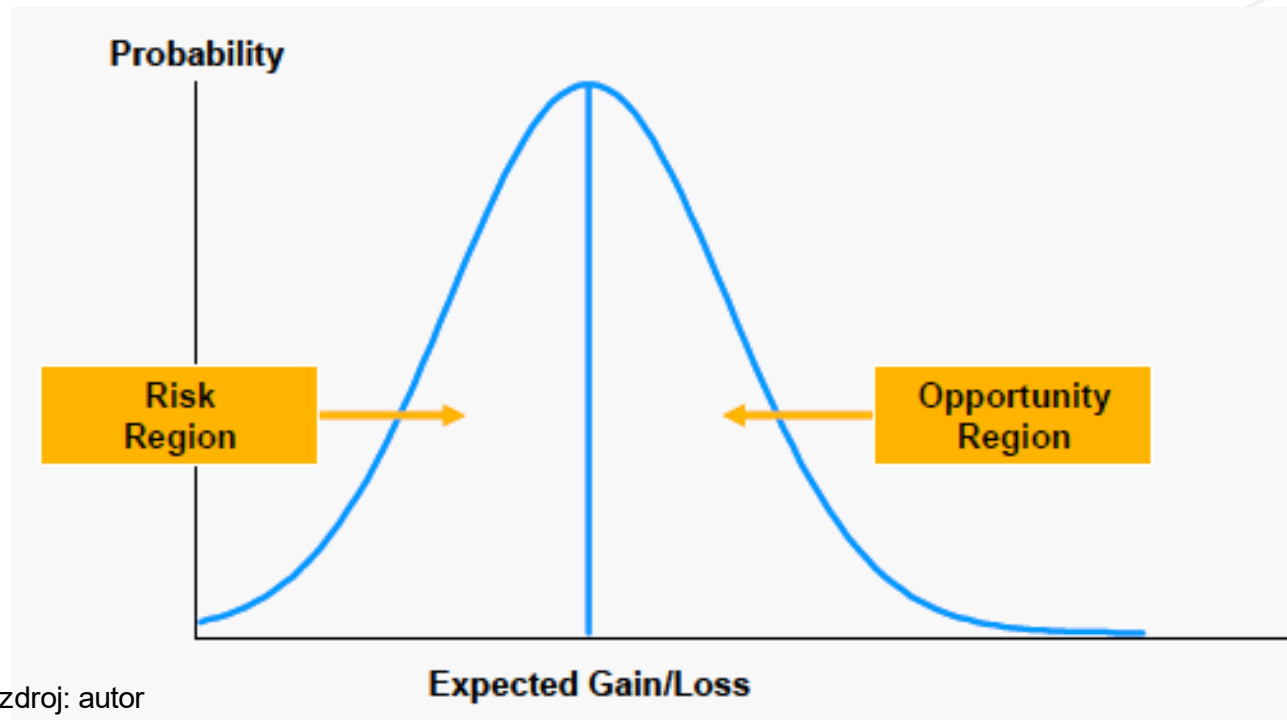 Probability
Risk
Region
Opportunity
Region
Expected Gain/Loss
zdroj: autor